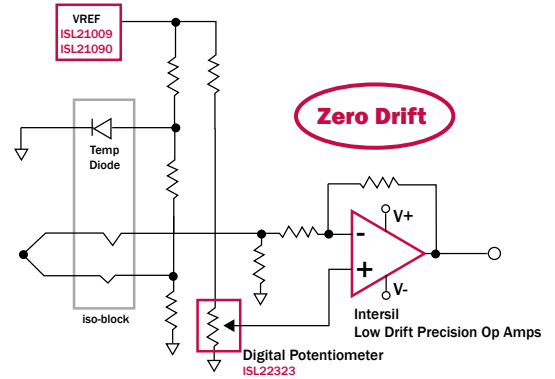 VREF
ISL21009
ISL21090
Zero Drift
Temp
Diode
V+
-
+
V-
iso-block
Intersil
Low Drift Precision Op Amps
Digital Potentiometer
ISL22323